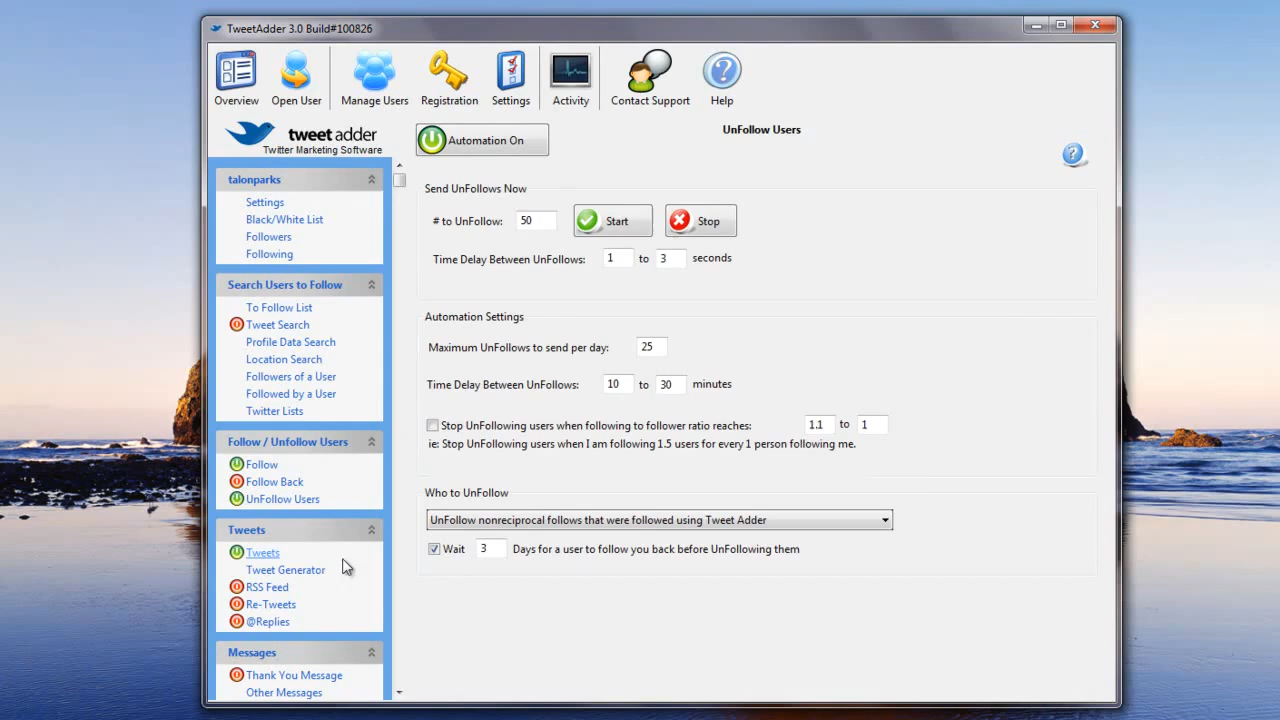 TweetAdder 3.0 Build#100826
Overview
Open User
Manage Users
Registration
Settings
Activity
Contact Support
Help
tweet adder
Twitter Marketing Software
Automation On
UnFollow Users
talonparks
Settings
Black/White List
Followers
Following
Search Users to Follow
To Follow List
Tweet Search
Profile Data Search
Location Search
Followers of a User
Followed by a User
Twitter Lists
Follow / Unfollow Users
Follow
Follow Back
UnFollow Users
Tweets
Tweets
Tweet Generator
RSS Feed
Re-Tweets
@Replies
Messages
Thank You Message
Other Messages
Send UnFollows Now
# to UnFollow: 50 Start Stop
Time Delay Between UnFollows: 1 to 3 seconds
Automation Settings
Maximum UnFollows to send per day: 25
Time Delay Between UnFollows: 10 to 30 minutes
Stop UnFollowing users when following to follower ratio reaches: 1.1 to 1
ie: Stop UnFollowing users when I am following 1.5 users for every 1 person following me.
Who to UnFollow
UnFollow nonreciprocal follows that were followed using Tweet Adder
Wait 3 Days for a user to follow you back before UnFollowing them